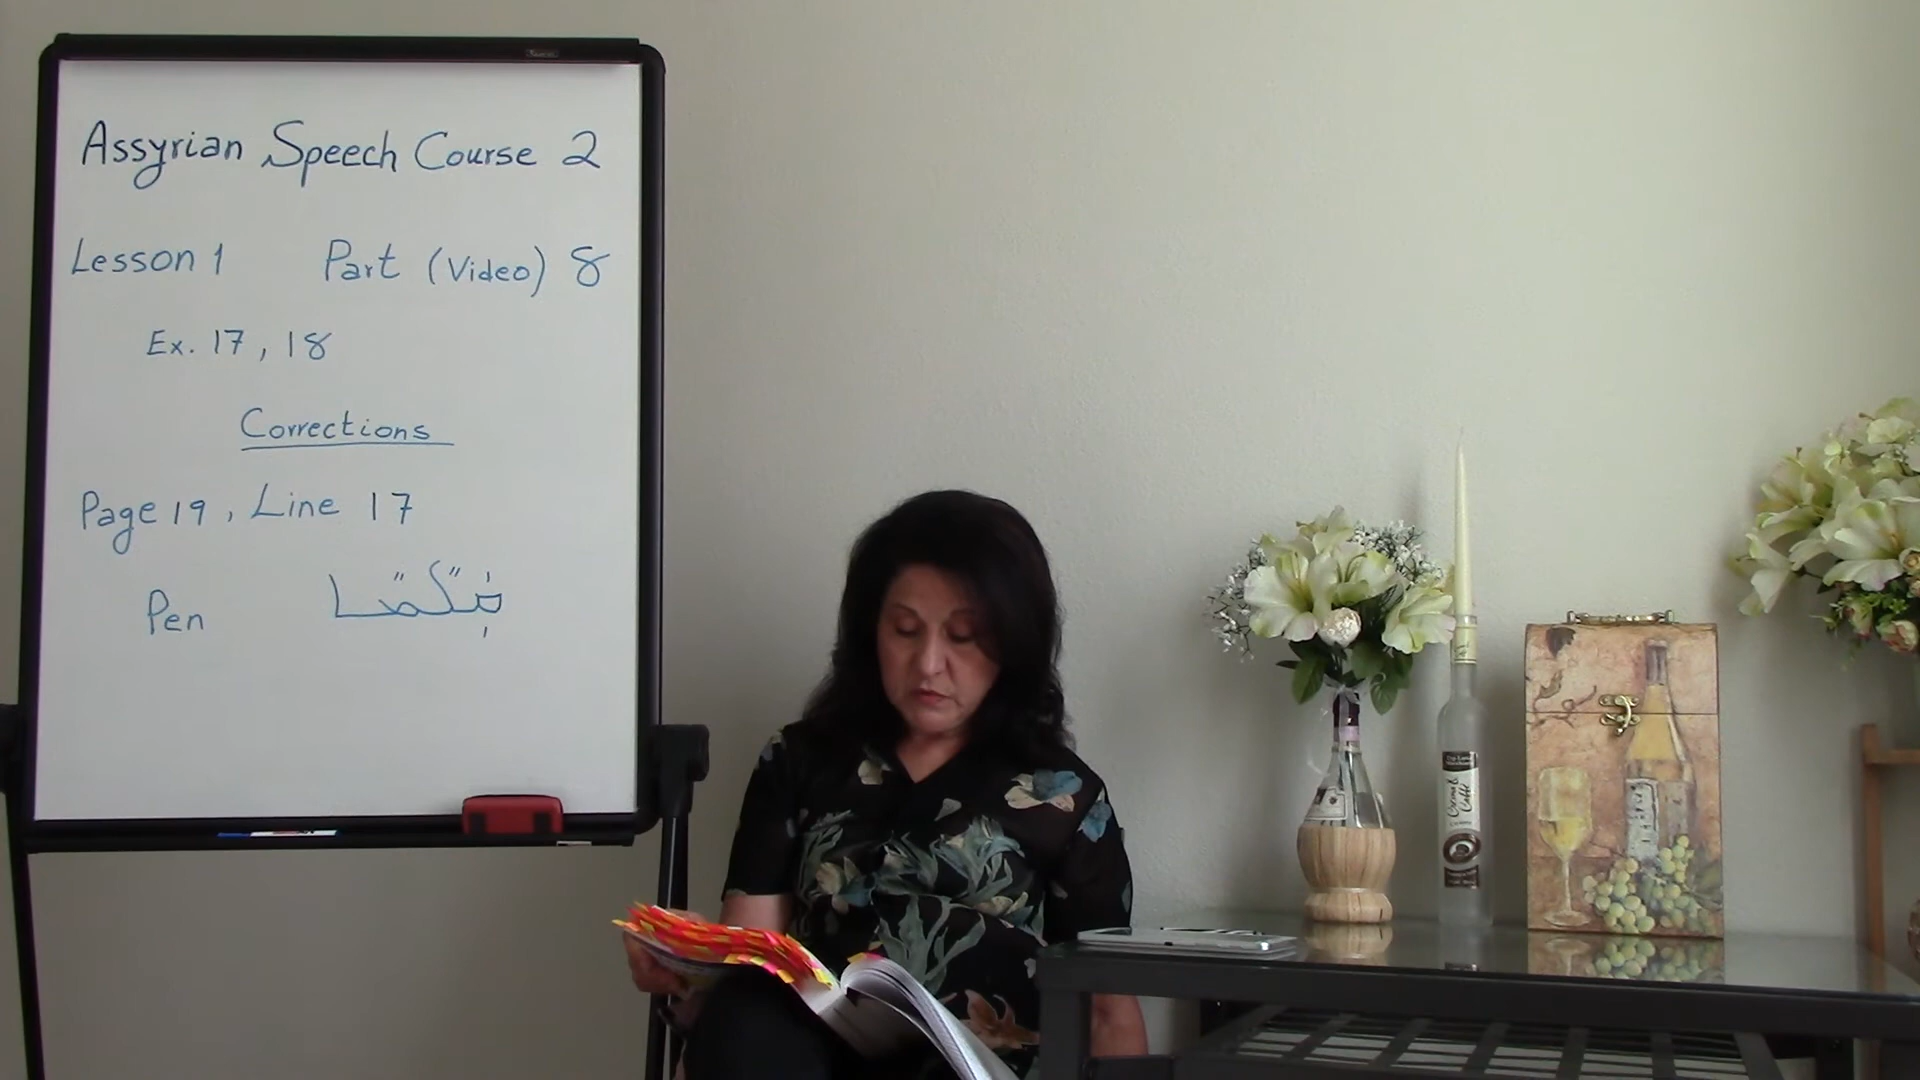 Assyrian Speech Course 2
Lesson 1 Part (Video) 8
Ex. 17, 18
Corrections
Page 19, Line 17
Pen ܩܲܠܵܡܵܐ